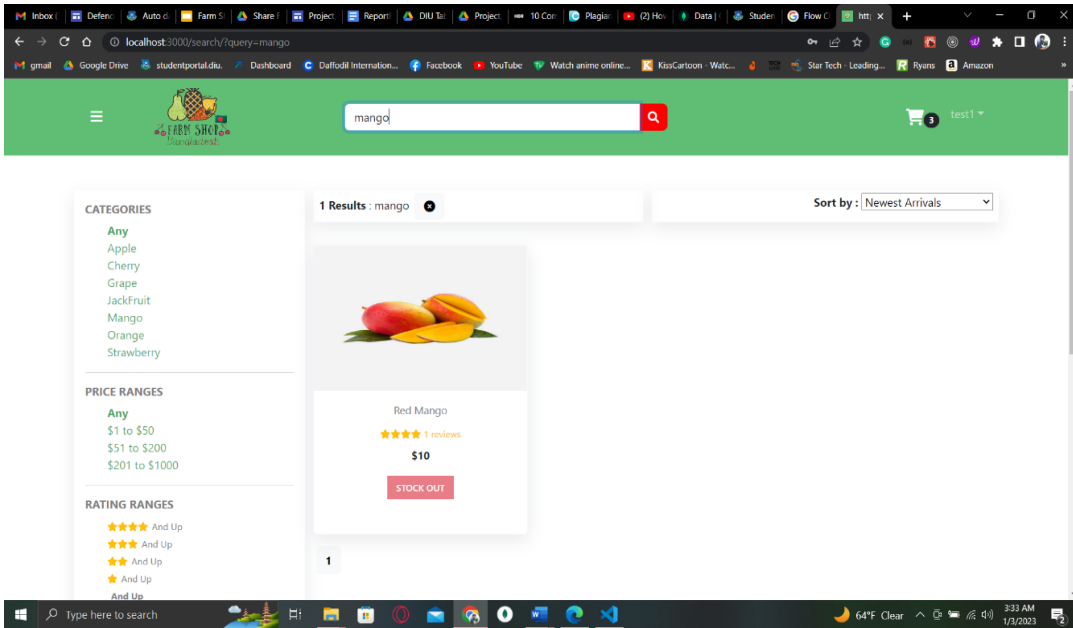 Inbox (
Defenc
Auto d
Farm S
Share F
Project
Report
DIU Tal
Project
10 Con
Plagiar
(2) How
Data | (
Studen
Flow C
http
localhost:3000/search/?query=mango
gmail
Google Drive
studentportal.diu.
Dashboard
Daffodil Internation...
Facebook
YouTube
Watch anime online...
KissCartoon - Watc...
Star Tech - Leading...
Ryans
Amazon
FARM SHOP
Bangladesh
mango
3
test1
CATEGORIES
Any
Apple
Cherry
Grape
JackFruit
Mango
Orange
Strawberry
PRICE RANGES
Any
$1 to $50
$51 to $200
$201 to $1000
RATING RANGES
And Up
And Up
And Up
And Up
And Up
1 Results : mango
Sort by : Newest Arrivals
Red Mango
1 reviews
$10
STOCK OUT
1
Type here to search
64°F Clear
3:33 AM
1/3/2023
2